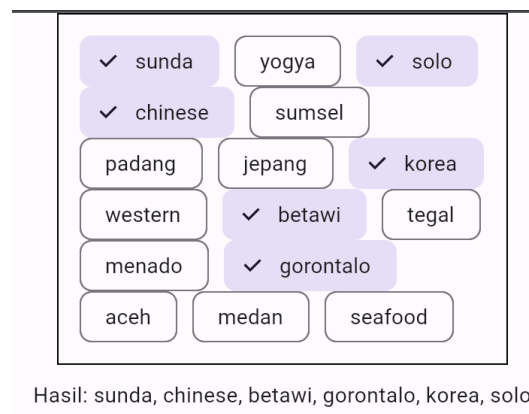 sunda yogya solo
chinese sumsel
padang jepang korea
western betawi tegal
menado gorontalo
aceh medan seafood
Hasil: sunda, chinese, betawi, gorontalo, korea, solo